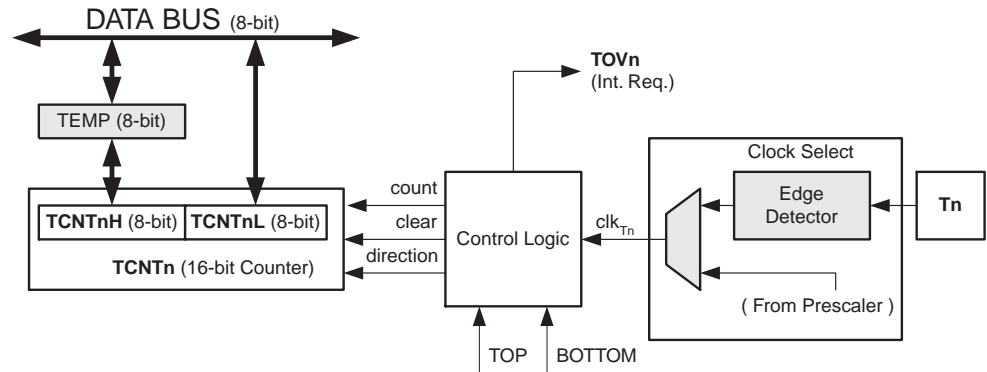 DATA BUS (8-bit)
TOVn
(Int. Req.)
TEMP (8-bit)
Clock Select
count
Edge
Detector
Tn
TCNTnH (8-bit) TCNTnL (8-bit)
clear
Control Logic
clkTn
TCNTn (16-bit Counter)
direction
( From Prescaler )
TOP
BOTTOM